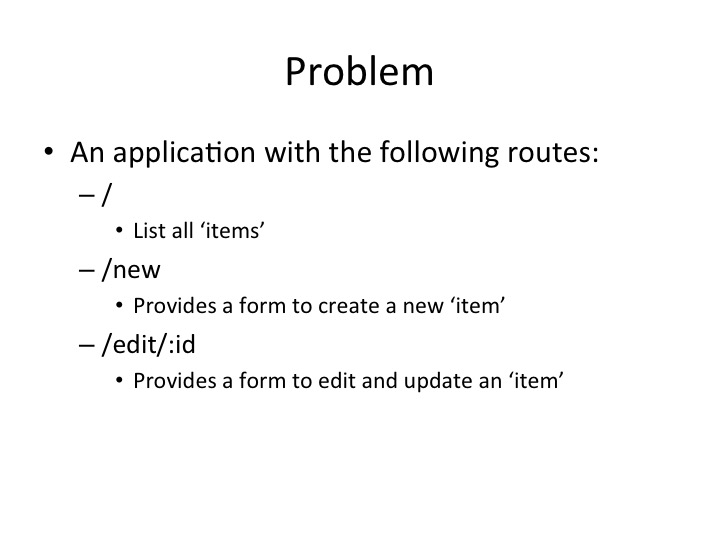 Problem
• An application with the following routes:
– /
• List all ‘items’
– /new
• Provides a form to create a new ‘item’
– /edit/:id
• Provides a form to edit and update an ‘item’